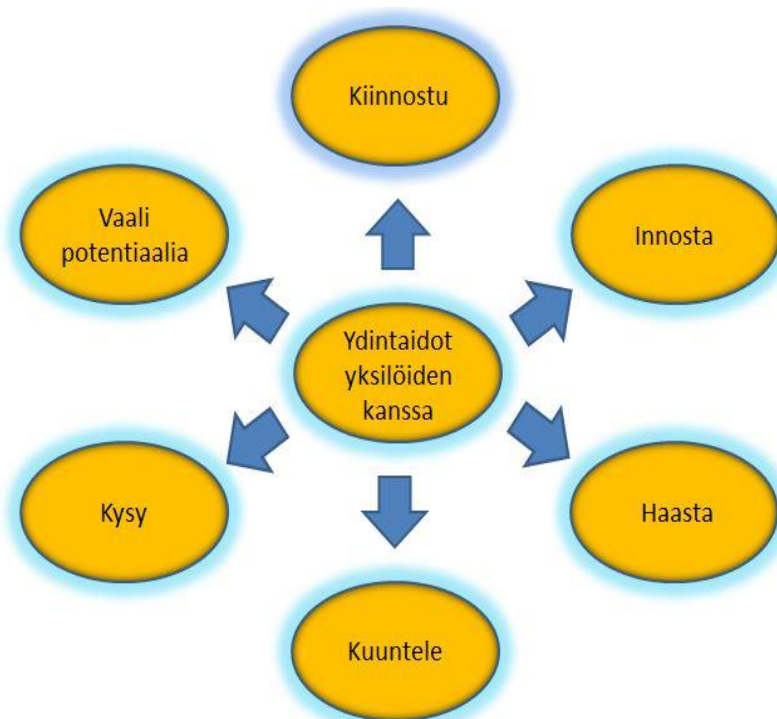 Kiinnostu
Vaali
potentiaalia
Innosta
Ydintaidot
yksilöiden
kanssa
Kysy
Haasta
Kuuntele